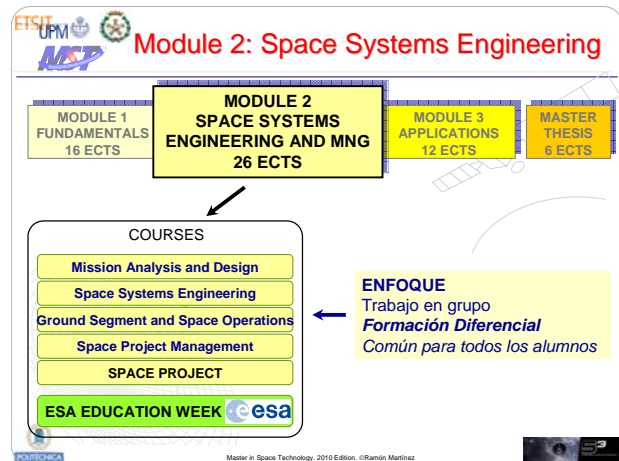 ETSIT
UPM
MST
Module 2: Space Systems Engineering
MODULE 1
FUNDAMENTALS
16 ECTS
MODULE 2
SPACE SYSTEMS
ENGINEERING AND MNG
26 ECTS
MODULE 3
APPLICATIONS
12 ECTS
MASTER
THESIS
6 ECTS
COURSES
Mission Analysis and Design
Space Systems Engineering
Ground Segment and Space Operations
Space Project Management
SPACE PROJECT
ESA EDUCATION WEEK
esa
ENFOQUE
Trabajo en grupo
Formación Diferencial
Común para todos los alumnos
POLITÉCNICA
Master in Space Technology. 2010 Edition. ©Ramón Martínez
S3